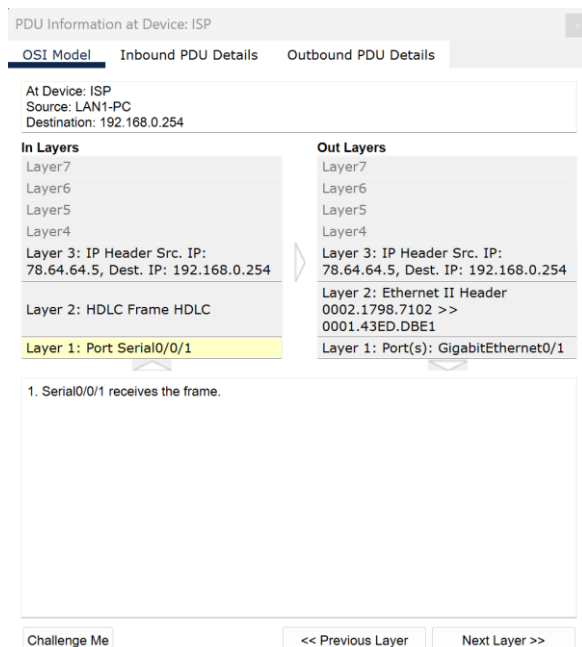 PDU Information at Device: ISP
OSI Model Inbound PDU Details Outbound PDU Details
At Device: ISP
Source: LAN1-PC
Destination: 192.168.0.254
In Layers
Layer7
Layer6
Layer5
Layer4
Layer 3: IP Header Src. IP:
78.64.64.5, Dest. IP: 192.168.0.254
Layer 2: HDLC Frame HDLC
Layer 1: Port Serial0/0/1
Out Layers
Layer7
Layer6
Layer5
Layer4
Layer 3: IP Header Src. IP:
78.64.64.5, Dest. IP: 192.168.0.254
Layer 2: Ethernet II Header
0002.1798.7102 >>
0001.43ED.DBE1
Layer 1: Port(s): GigabitEthernet0/1
1. Serial0/0/1 receives the frame.
Challenge Me << Previous Layer Next Layer >>